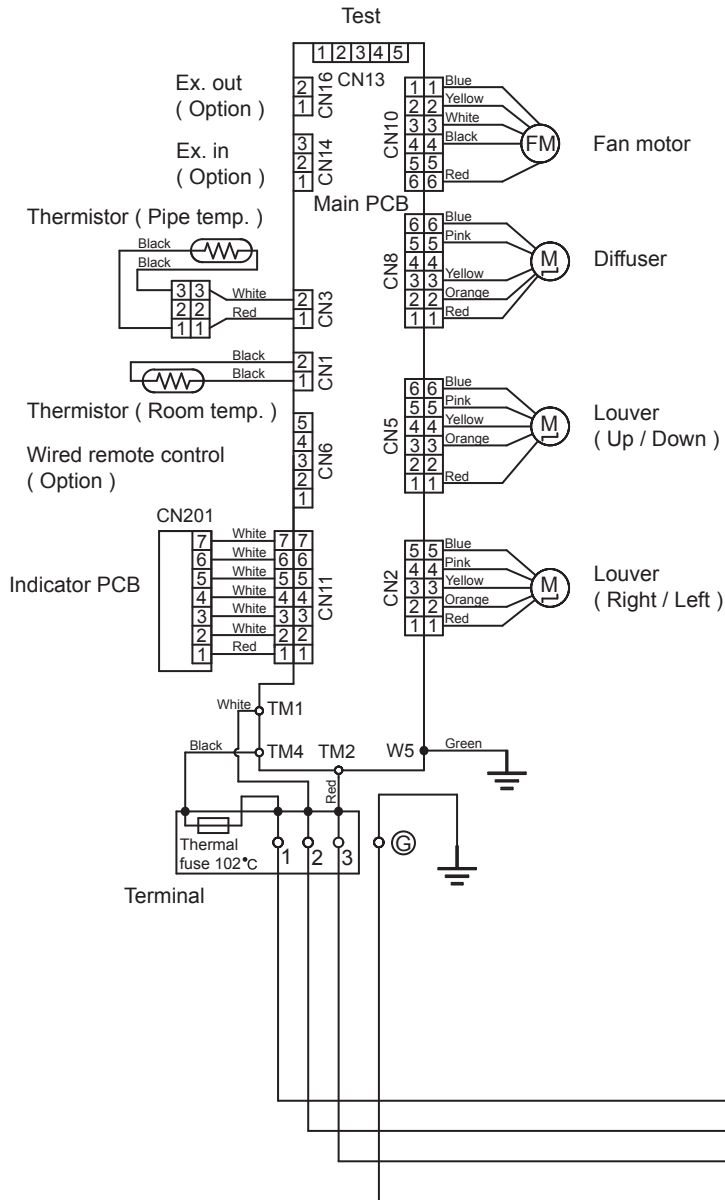 Test
1 2 3 4 5
CN13
Ex. out
( Option )
2
1
CN16
Ex. in
( Option )
3
2
1
CN14
Main PCB
Thermistor ( Pipe temp. )
Black
Black
3 3
2 2
1 1
White
Red
2
1
CN3
Black
Black
2
1
CN1
Thermistor ( Room temp. )
Wired remote control
( Option )
5
4
3
2
1
CN6
CN201
Indicator PCB
7 White 7 7
6 White 6 6
5 White 5 5
4 White 4 4
3 White 3 3
2 White 2 2
1 Red 1 1
CN11
CN10
1 1 Blue
2 2 Yellow
3 3 White
4 4 Black
5 5
6 6 Red
FM
Fan motor
CN8
6 6 Blue
5 5 Pink
4 4
3 3 Yellow
2 2 Orange
1 1 Red
M
Diffuser
CN5
6 6 Blue
5 5 Pink
4 4 Yellow
3 3 Orange
2 2
1 1 Red
M
Louver
( Up / Down )
CN2
5 5 Blue
4 4 Pink
3 3 Yellow
2 2 Orange
1 1 Red
M
Louver
( Right / Left )
White
TM1
Black
TM4
TM2
W5
Green
Red
Thermal
fuse 102°C
1
2
3
G
Terminal